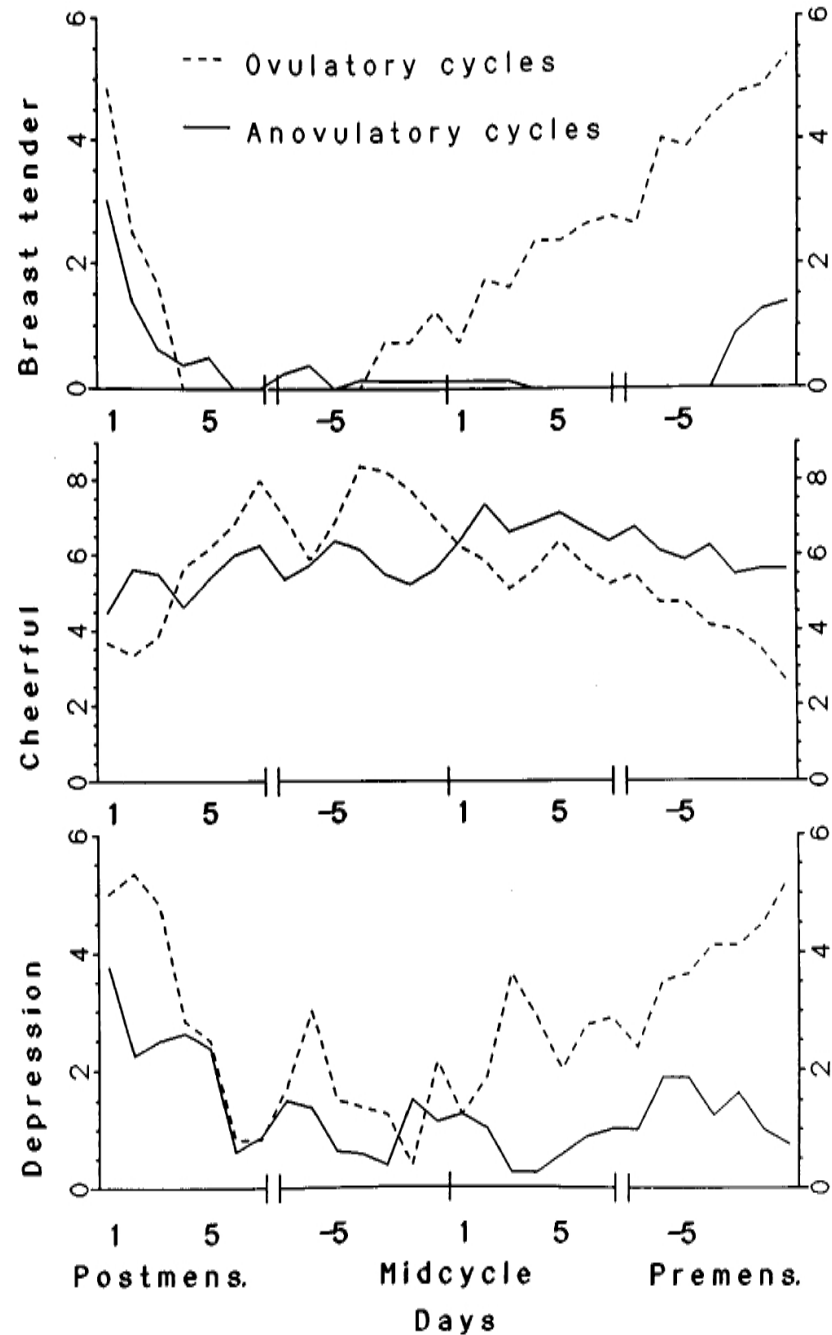 6 6
Ovulatory cycles
Anovulatory cycles
4 4
2 2
0 0
Breast tender
1 5 -5 1 5 -5
8 8
6 6
4 4
2 2
0 0
Cheerful
1 5 -5 1 5 -5
6 6
4 4
2 2
0 0
Depression
1 5 -5 1 5 -5
Postmens. Midcycle Premens.
Days